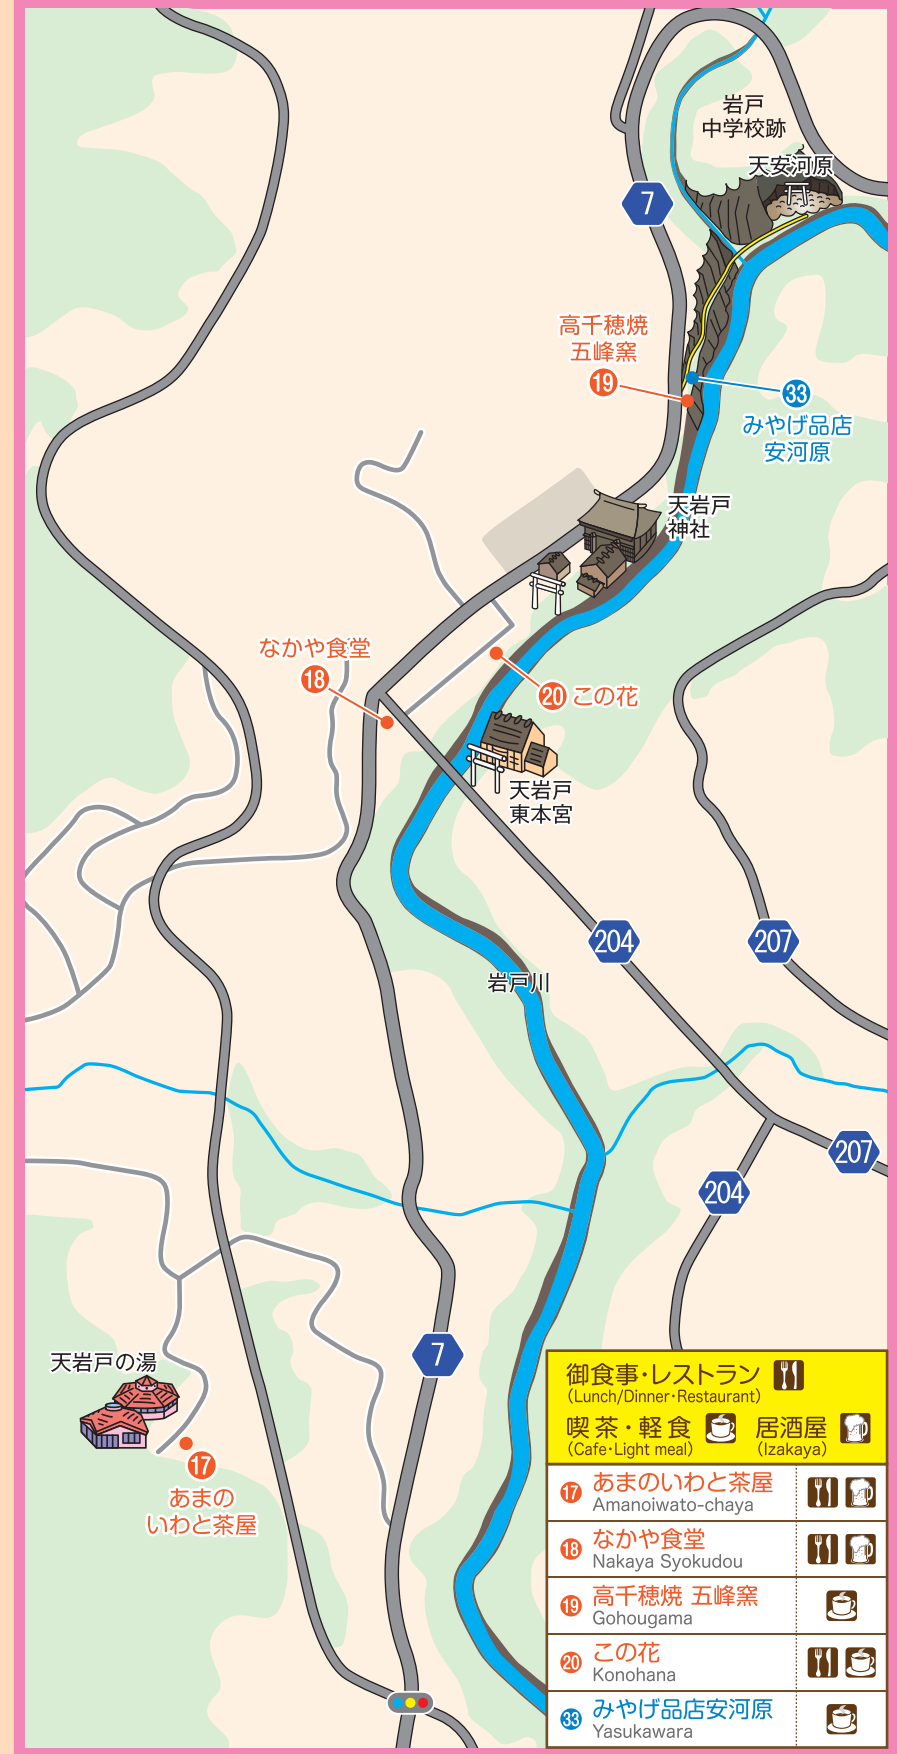 岩戸
中学校跡
天安河原
7
高千穂焼
五峰窯
19
33
みやげ品店
安河原
天岩戸
神社
なかや食堂
18
20 この花
天岩戸
東本宮
204
207
岩戸川
207
204
7
天岩戸の湯
17
あまの
いわと茶屋
御食事・レストラン
(Lunch/Dinner・Restaurant)
喫茶・軽食
(Cafe・Light meal)
居酒屋
(Izakaya)
17 あまのいわと茶屋
Amanoiwato-chaya
18 なかや食堂
Nakaya Syokudou
19 高千穂焼 五峰窯
Gohougama
20 この花
Konohana
33 みやげ品店安河原
Yasukawara